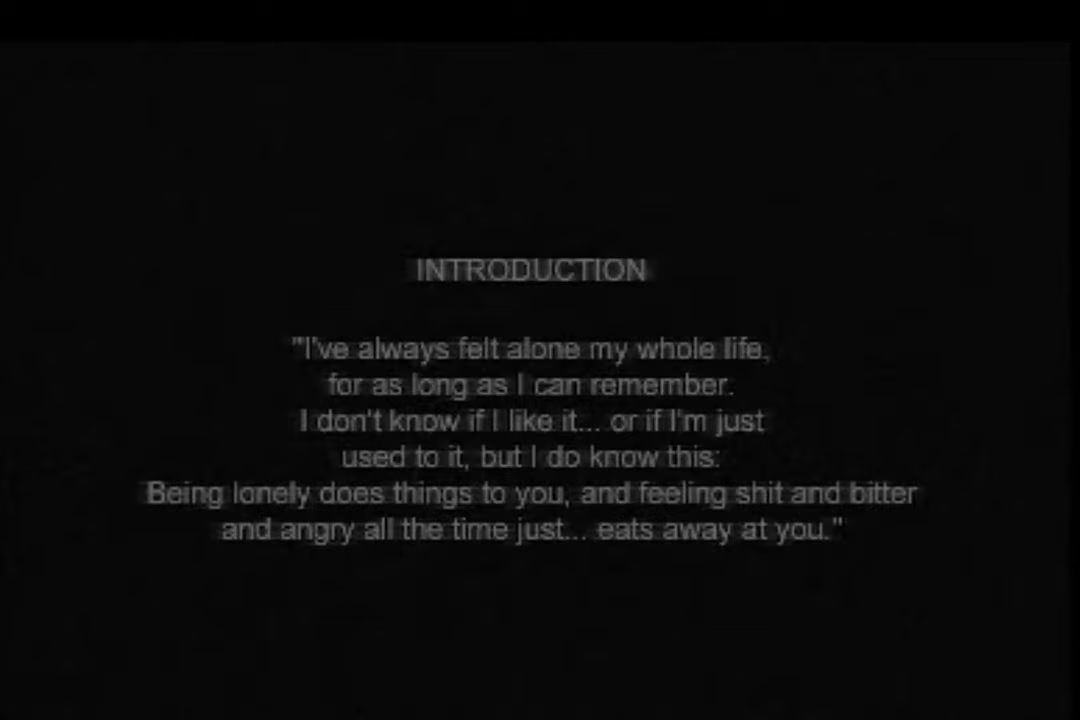 INTRODUCTION
"I've always felt alone my whole life,
for as long as I can remember.
I don't know if I like it... or if I'm just
used to it, but I do know this:
Being lonely does things to you, and feeling shit and bitter
and angry all the time just... eats away at you."